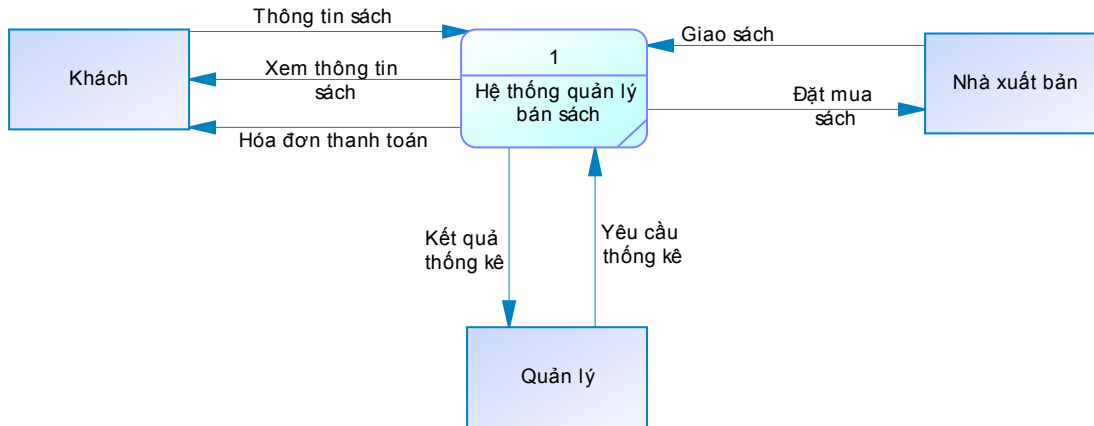 Thông tin sách
Giao sách
1
Khách
Xem thông tin
sách
Hệ thống quản lý
bán sách
Nhà xuất bản
Đặt mua
sách
Hóa đơn thanh toán
Kết quả
thống kê
Yêu cầu
thống kê
Quản lý